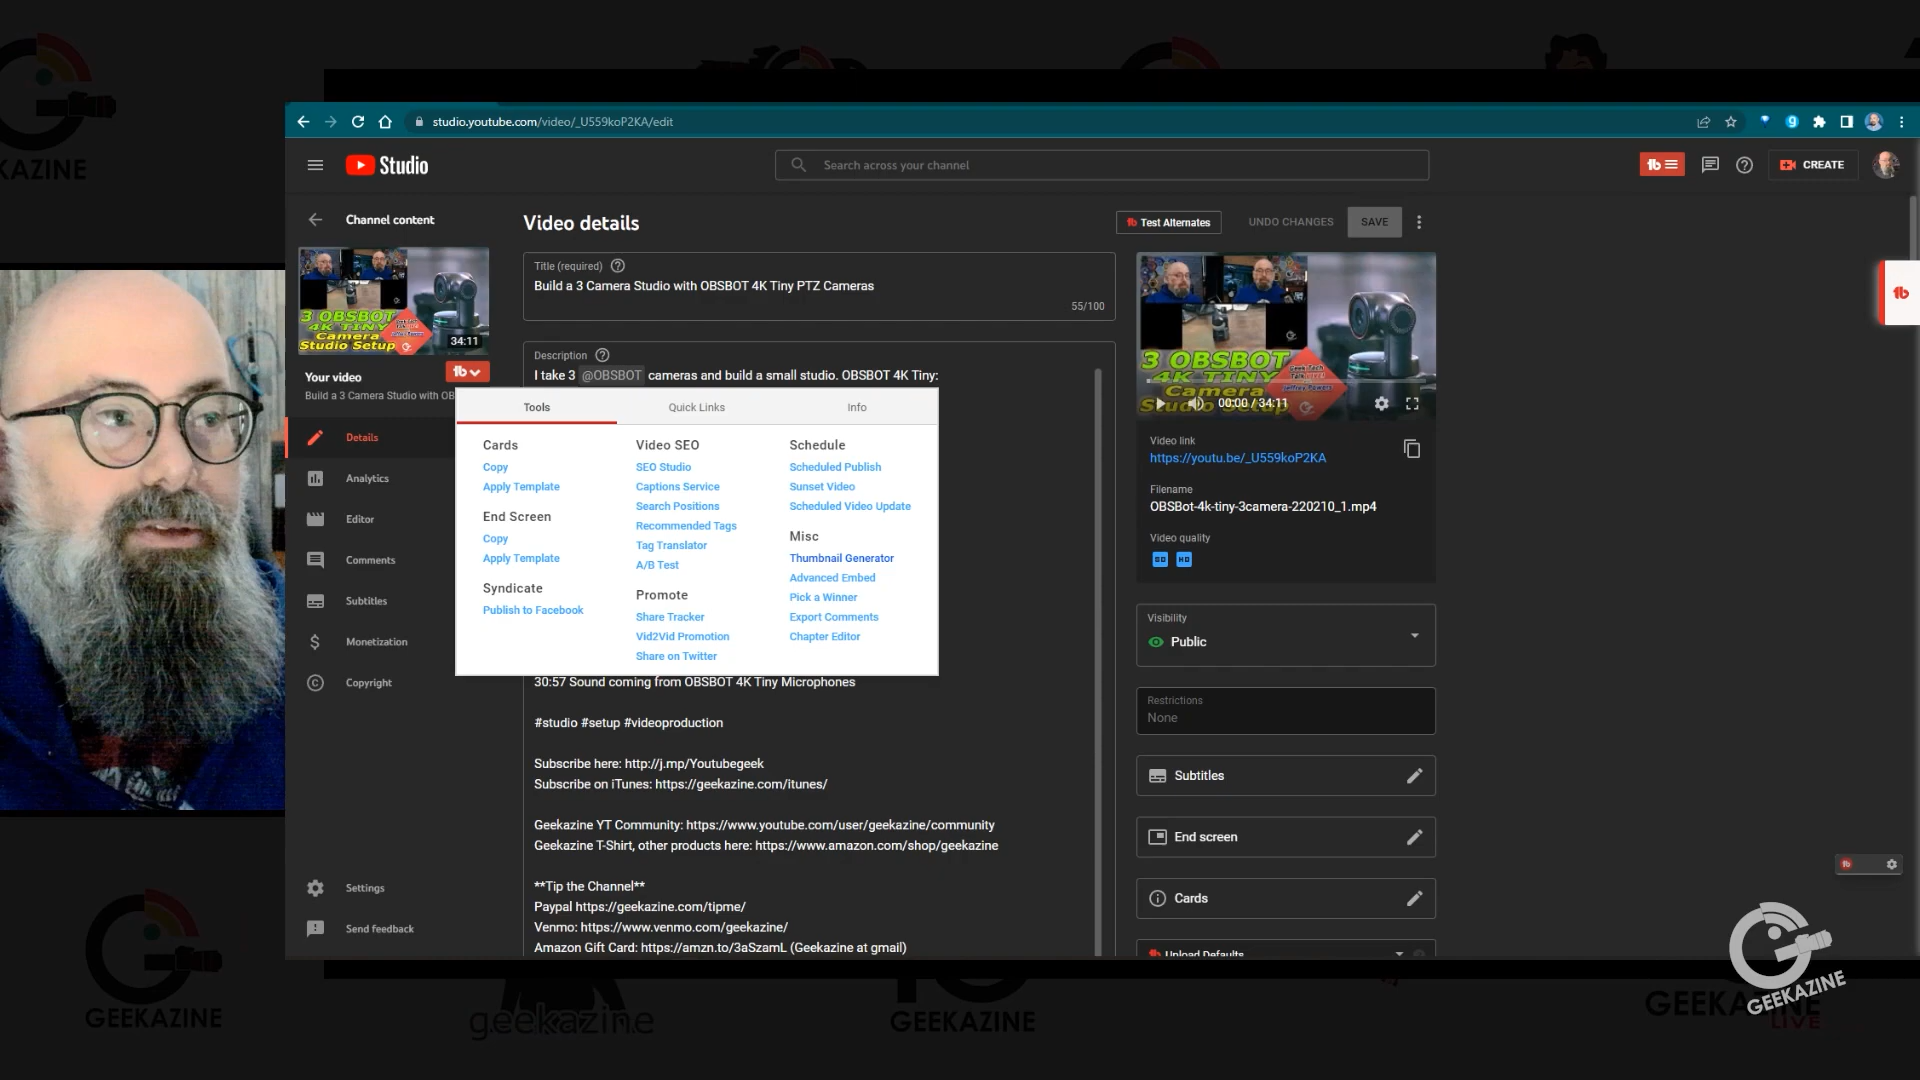 KAZINE
studio.youtube.com/video/_U559koP2KA/edit
Studio
Search across your channel
CREATE
Channel content
34:11
Your video
Build a 3 Camera Studio with OB
Details
Analytics
Editor
Comments
Subtitles
Monetization
Copyright
Settings
Send feedback
Video details
Test Alternates
UNDO CHANGES
SAVE
Title (required)
Build a 3 Camera Studio with OBSBOT 4K Tiny PTZ Cameras
55/100
Description
I take 3 @OBSBOT cameras and build a small studio. OBSBOT 4K Tiny:
Tools
Quick Links
Info
Cards
Copy
Apply Template
End Screen
Copy
Apply Template
Syndicate
Publish to Facebook
Video SEO
SEO Studio
Captions Service
Search Positions
Recommended Tags
Tag Translator
A/B Test
Promote
Share Tracker
Vid2Vid Promotion
Share on Twitter
Schedule
Scheduled Publish
Sunset Video
Scheduled Video Update
Misc
Thumbnail Generator
Advanced Embed
Pick a Winner
Export Comments
Chapter Editor
30:57 Sound coming from OBSBOT 4K Tiny Microphones
#studio #setup #videoproduction
Subscribe here: http://j.mp/Youtubegeek
Subscribe on iTunes: https://geekazine.com/itunes/
Geekazine YT Community: https://www.youtube.com/user/geekazine/community
Geekazine T-Shirt, other products here: https://www.amazon.com/shop/geekazine
**Tip the Channel**
Paypal https://geekazine.com/tipme/
Venmo: https://www.venmo.com/geekazine/
Amazon Gift Card: https://amzn.to/3aSzamL (Geekazine at gmail)
3 OBSBOT
4K TINY
Camera
Studio Setup
3 OBSBOT
4K TINY
Camera
Studio Setup
00:00 / 34:11
Video link
https://youtu.be/_U559koP2KA
Filename
OBSBot-4k-tiny-3camera-220210_1.mp4
Video quality
SD HD
Visibility
Public
Restrictions
None
Subtitles
End screen
Cards
Upload Defaults
GEEKAZINE
geekazine
GEEKAZINE
GEEKAZINE
LIVE
GEEKAZINE